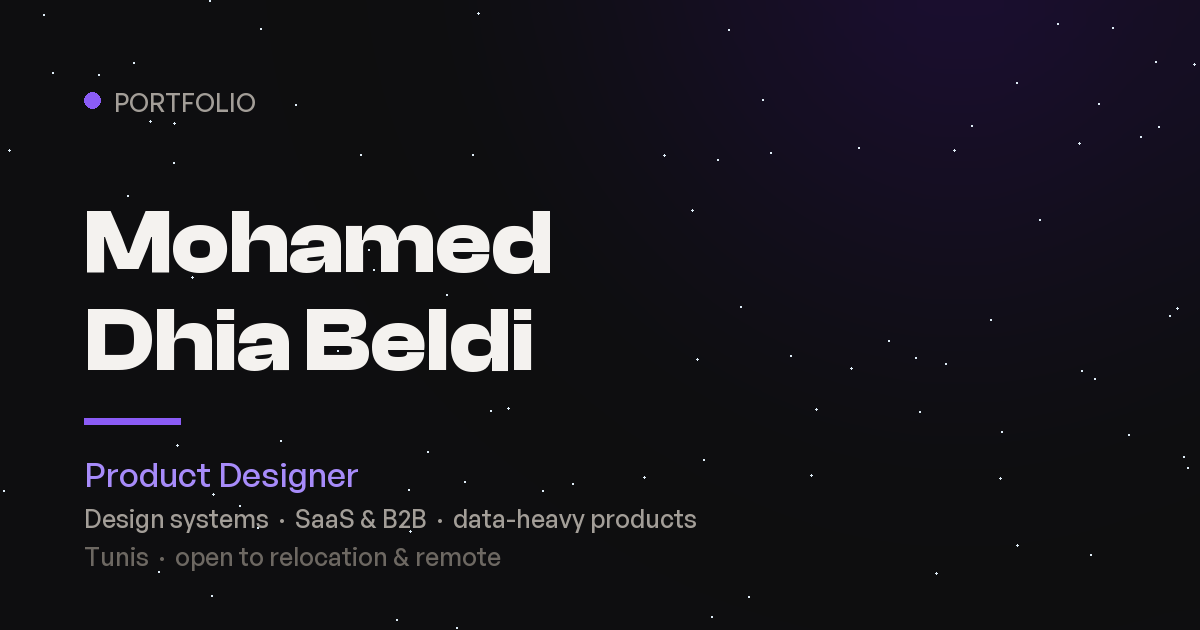 PORTFOLIO
Mohamed
Dhia Beldi
Product Designer
Design systems · SaaS & B2B · data-heavy products
Tunis · open to relocation & remote